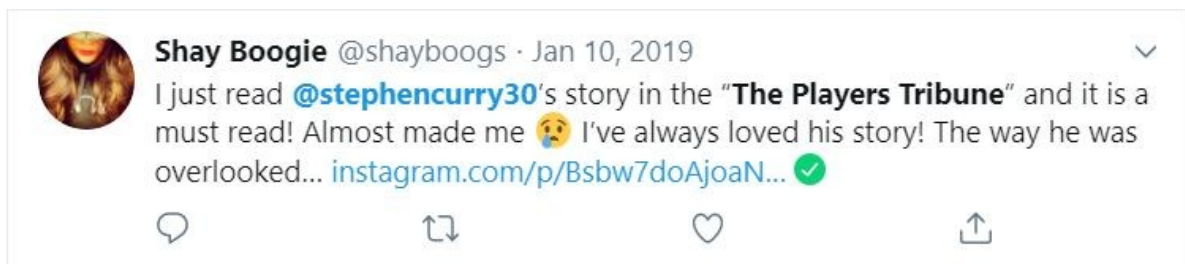 Shay Boogie @shayboogs · Jan 10, 2019
I just read @stephencurry30's story in the "The Players Tribune" and it is a
must read! Almost made me 😢 I've always loved his story! The way he was
overlooked... instagram.com/p/Bsbw7doAjoaN...